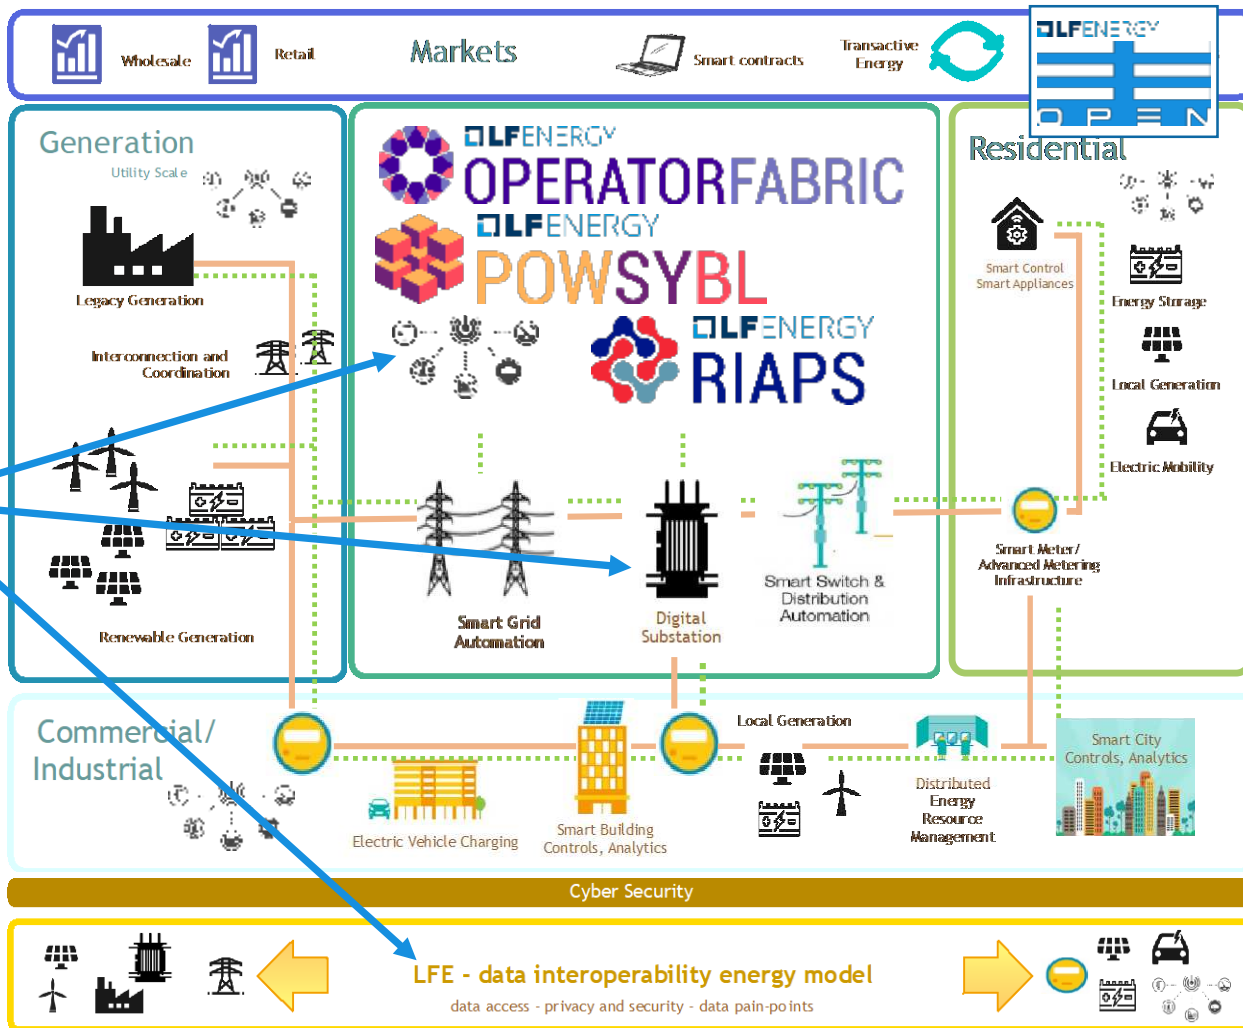 Wholesale
Retail
Markets
Smart contracts
Transactive
Energy
LFENERGY
OPEN
Generation
Utility Scale
Legacy Generation
Interconnection and
Coordination
Renewable Generation
LFENERGY
OPERATORFABRIC
LFENERGY
POWSYBL
LFENERGY
RIAPS
Smart Grid
Automation
Digital
Substation
Smart Switch &
Distribution
Automation
Residential
Smart Control
Smart Appliances
Energy Storage
Local Generation
Electric Mobility
Smart Meter/
Advanced Metering
Infrastructure
Commercial/
Industrial
Electric Vehicle Charging
Smart Building
Controls, Analytics
Local Generation
Distributed
Energy
Resource
Management
Smart City
Controls, Analytics
Cyber Security
LFE - data interoperability energy model
data access - privacy and security - data pain-points